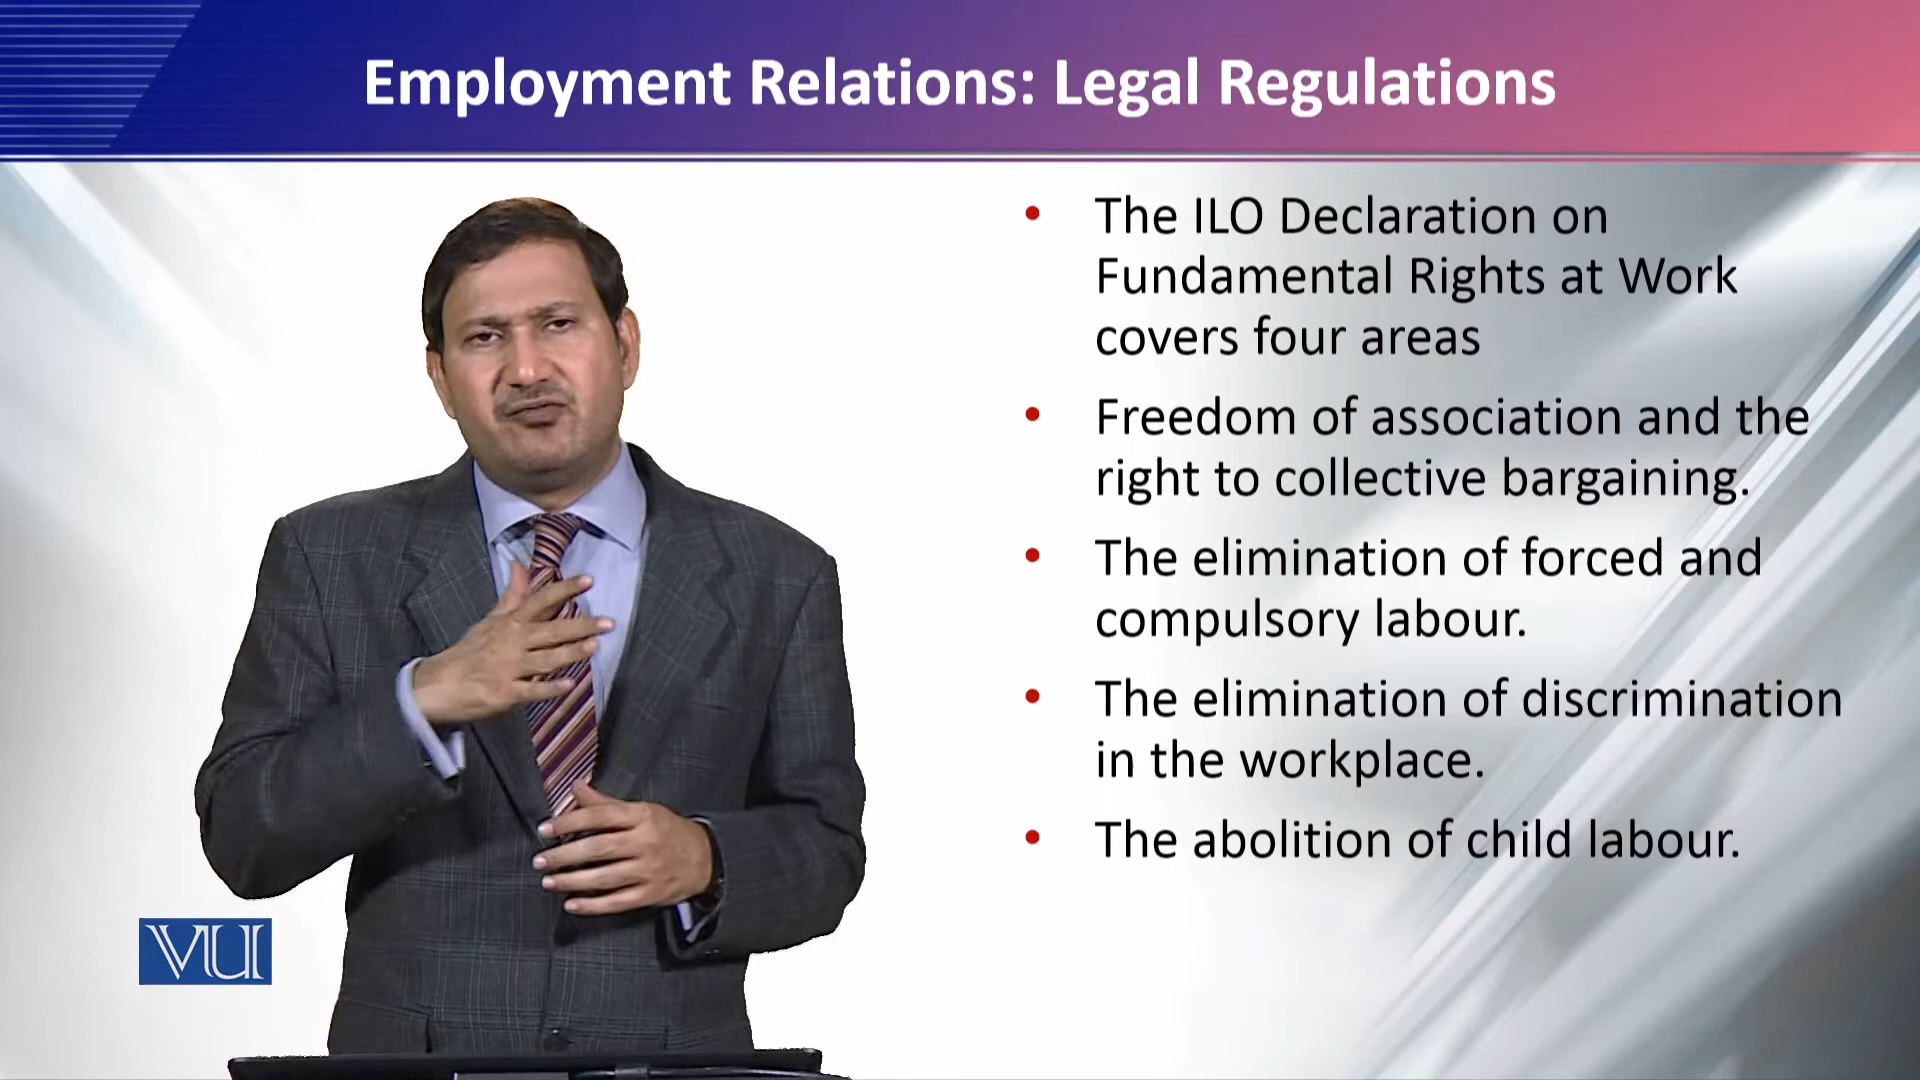 Employment Relations: Legal Regulations
• The ILO Declaration on
Fundamental Rights at Work
covers four areas
• Freedom of association and the
right to collective bargaining.
• The elimination of forced and
compulsory labour.
• The elimination of discrimination
in the workplace.
• The abolition of child labour.
VU